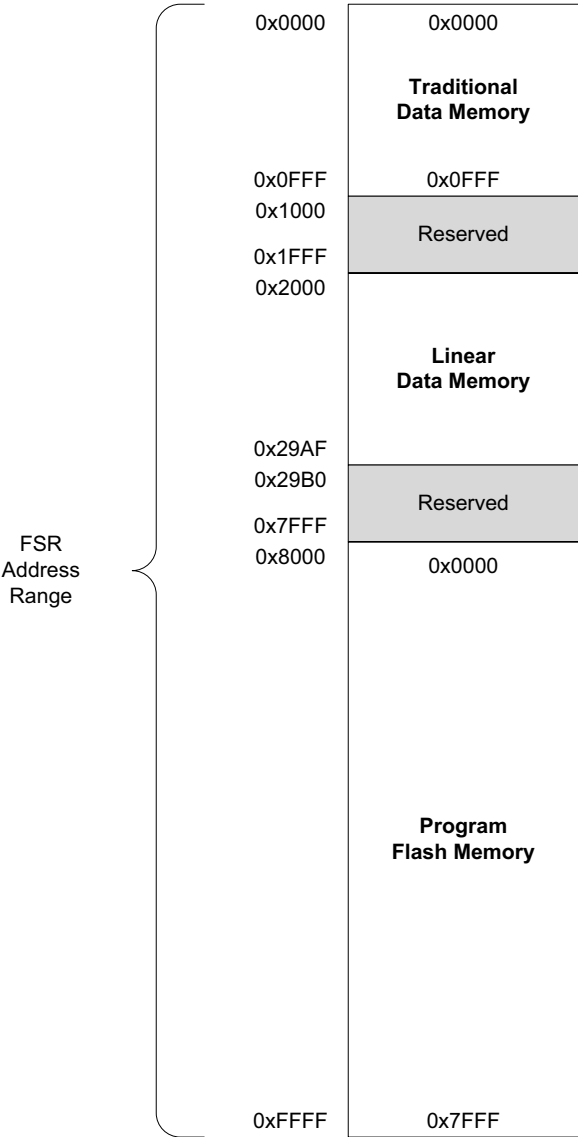 0x0000 0x0000
Traditional
Data Memory
0x0FFF 0x0FFF
0x1000
Reserved
0x1FFF
0x2000
Linear
Data Memory
0x29AF
0x29B0
Reserved
0x7FFF
0x8000
0x0000
FSR
Address
Range
Program
Flash Memory
0xFFFF 0x7FFF